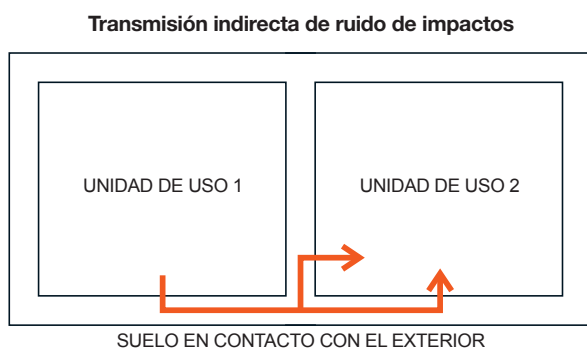 Transmisión indirecta de ruido de impactos
UNIDAD DE USO 1
UNIDAD DE USO 2
SUELO EN CONTACTO CON EL EXTERIOR